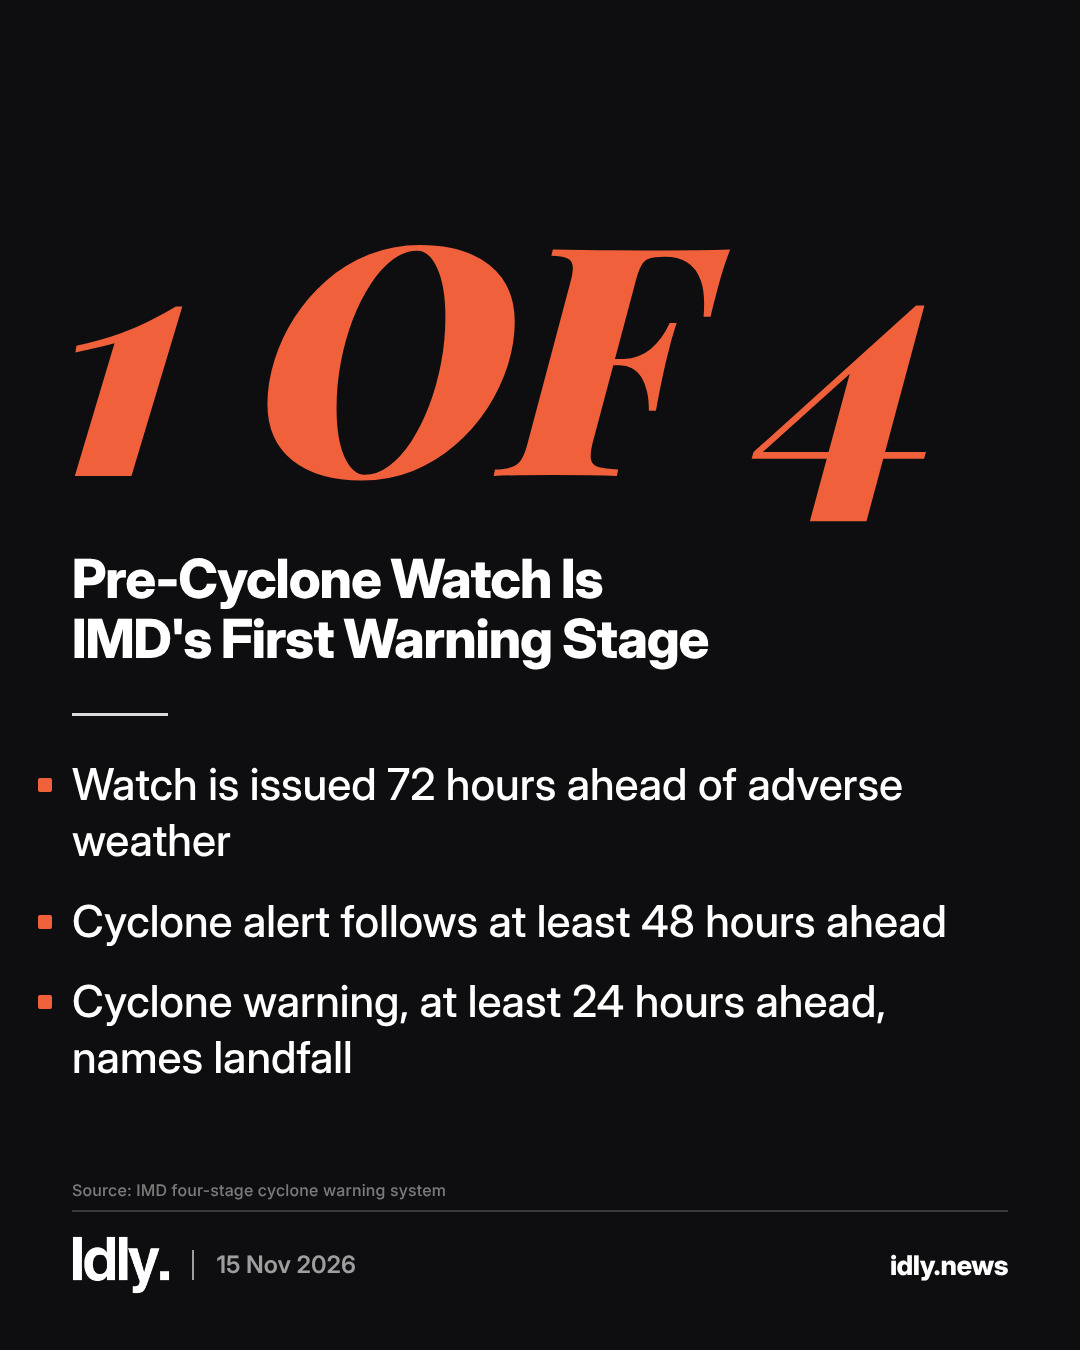 1 OF 4
Pre-Cyclone Watch Is
IMD's First Warning Stage
Watch is issued 72 hours ahead of adverse
weather
Cyclone alert follows at least 48 hours ahead
Cyclone warning, at least 24 hours ahead,
names landfall
Source: IMD four-stage cyclone warning system
Idly. | 15 Nov 2026
idly.news